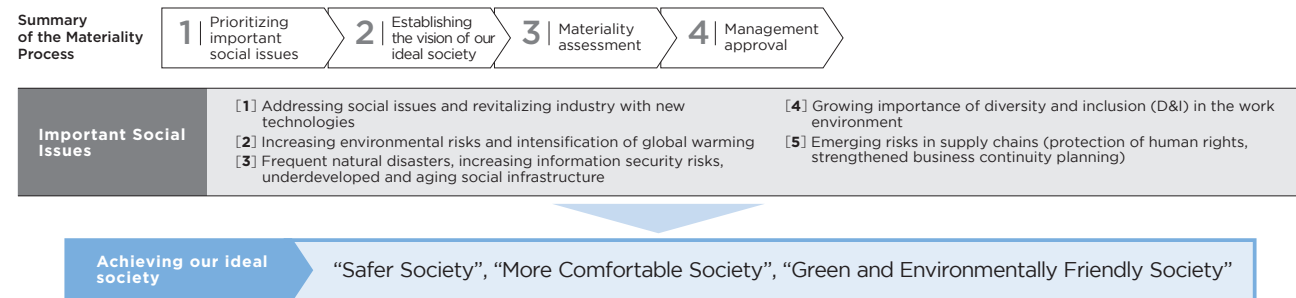 Summary
of the Materiality
Process
1 Prioritizing
important
social issues
2 Establishing
the vision of our
ideal society
3 Materiality
assessment
4 Management
approval
Important Social
Issues
[1] Addressing social issues and revitalizing industry with new
technologies
[2] Increasing environmental risks and intensification of global warming
[3] Frequent natural disasters, increasing information security risks,
underdeveloped and aging social infrastructure
[4] Growing importance of diversity and inclusion (D&I) in the work
environment
[5] Emerging risks in supply chains (protection of human rights,
strengthened business continuity planning)
Achieving our ideal
society
“Safer Society”, “More Comfortable Society”, “Green and Environmentally Friendly Society”